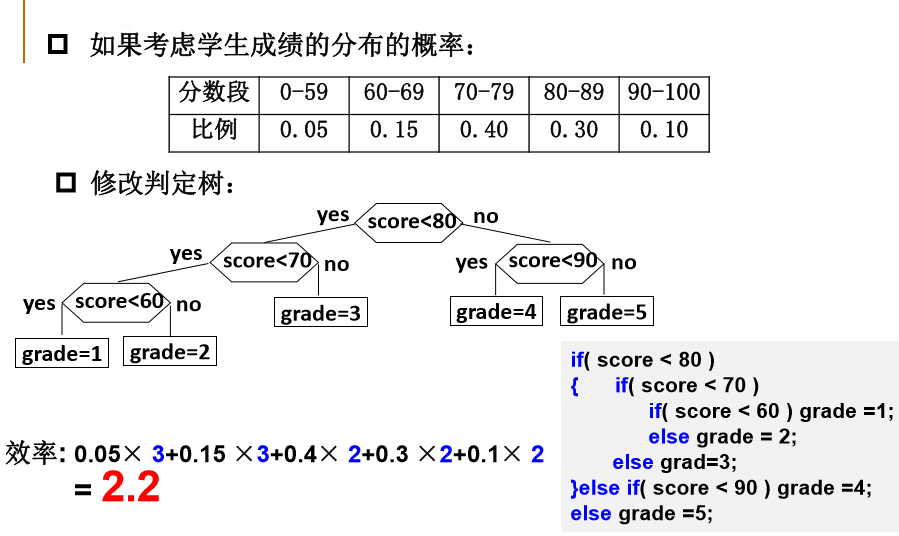 如果考虑学生成绩的分布的概率：
分数段 0-59 60-69 70-79 80-89 90-100
比例 0.05 0.15 0.40 0.30 0.10
修改判定树：
yes score<80 no
yes score<70 no
yes score<90 no
yes score<60 no
grade=3
grade=4
grade=5
grade=1
grade=2
if( score < 80 )
{ if( score < 70 )
if( score < 60 ) grade =1;
else grade = 2;
else grad=3;
}else if( score < 90 ) grade =4;
else grade =5;
效率: 0.05× 3+0.15 ×3+0.4× 2+0.3 ×2+0.1× 2
= 2.2